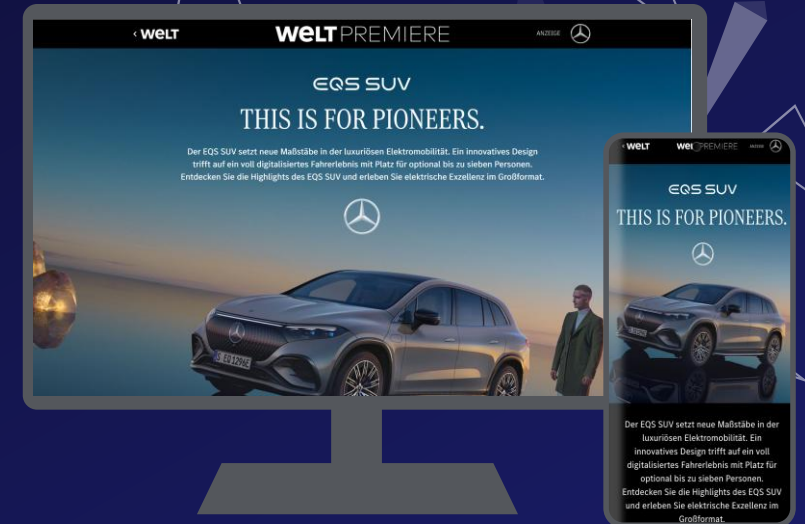 ‹ WELT
WELTPREMIERE
ANZEIGE
EQS SUV
THIS IS FOR PIONEERS.
Der EQS SUV setzt neue Maßstäbe in der luxuriösen Elektromobilität. Ein innovatives Design
trifft auf ein voll digitalisiertes Fahrerlebnis mit Platz für optional bis zu sieben Personen.
Entdecken Sie die Highlights des EQS SUV und erleben Sie elektrische Exzellenz im Großformat.
S EQ 1296E
‹ WELT
WELTPREMIERE
ANZEIGE
EQS SUV
THIS IS FOR PIONEERS.
Der EQS SUV setzt neue Maßstäbe in der
luxuriösen Elektromobilität. Ein
innovatives Design trifft auf ein voll
digitalisiertes Fahrerlebnis mit Platz für
optional bis zu sieben Personen.
Entdecken Sie die Highlights des EQS SUV
und erleben Sie elektrische Exzellenz im
Großformat.